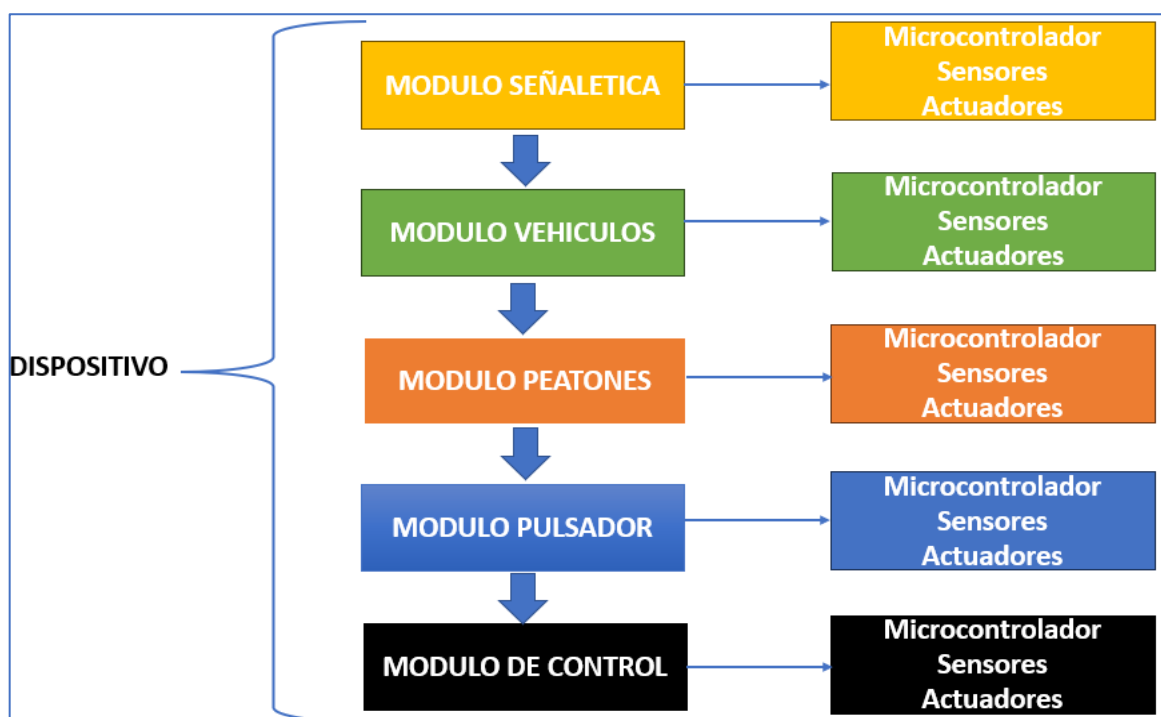 MODULO SEÑALETICA
Microcontrolador
Sensores
Actuadores
MODULO VEHICULOS
Microcontrolador
Sensores
Actuadores
DISPOSITIVO
MODULO PEATONES
Microcontrolador
Sensores
Actuadores
MODULO PULSADOR
Microcontrolador
Sensores
Actuadores
MODULO DE CONTROL
Microcontrolador
Sensores
Actuadores